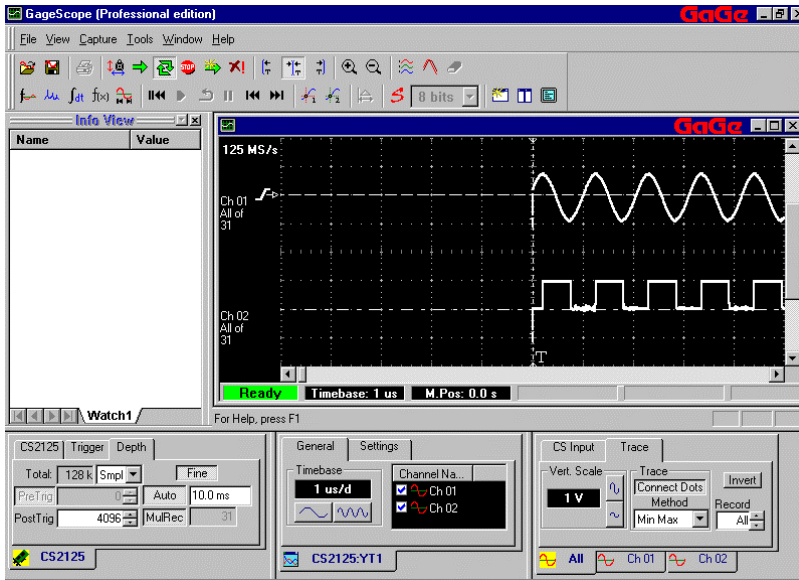 GageScope (Professional edition)
GaGe
File View Capture Tools Window Help
8 bits
Info View
Name Value
GaGe
125 MS/s
Ch 01
All of
31
Ch 02
All of
31
T
Ready Timebase: 1 us M.Pos: 0.0 s
Watch1
For Help, press F1
CS2125 Trigger Depth
Total: 128 k Smpl Fine
PreTrig 0 Auto 10.0 ms
PostTrig 4096 MulRec 31
CS2125
General Settings
Timebase
1 us/d
Channel Na...
Ch 01
Ch 02
CS2125:YT1
CS Input Trace
Vert. Scale
1 V
Trace
Connect Dots
Method
Min Max
Invert
Record
All
All Ch 01 Ch 02